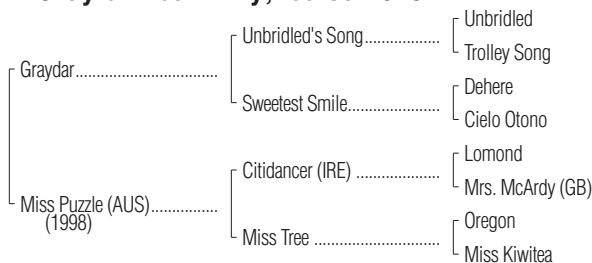 Unbridled
Unbridled's Song
Trolley Song
Graydar
Dehere
Sweetest Smile
Cielo Otono
Lomond
Citidancer (IRE)
Mrs. McArdy (GB)
Miss Puzzle (AUS)
(1998)
Oregon
Miss Tree
Miss Kiwitea